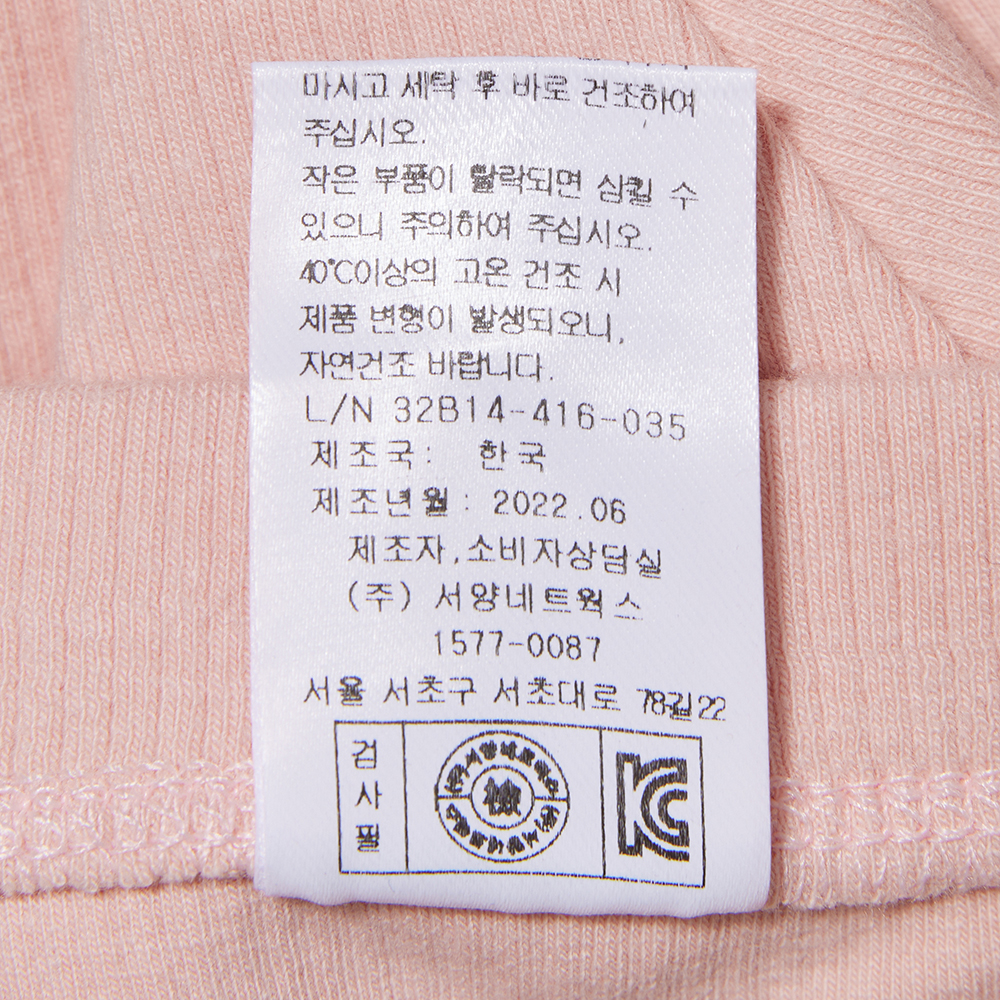 마시고 세탁 후 바로 건조하여
주십시오.
작은 부품이 탈락되면 삼킬 수
있으니 주의하여 주십시오.
40℃이상의 고온 건조 시
제품 변형이 발생되오니,
자연건조 바랍니다.
L/N 32B14-416-035
제조국: 한국
제조년월: 2022.06
제조자,소비자상담실
(주) 서양네트웍스
1577-0087
서울 서초구 서초대로 78길22
검
사
필
檢
KC